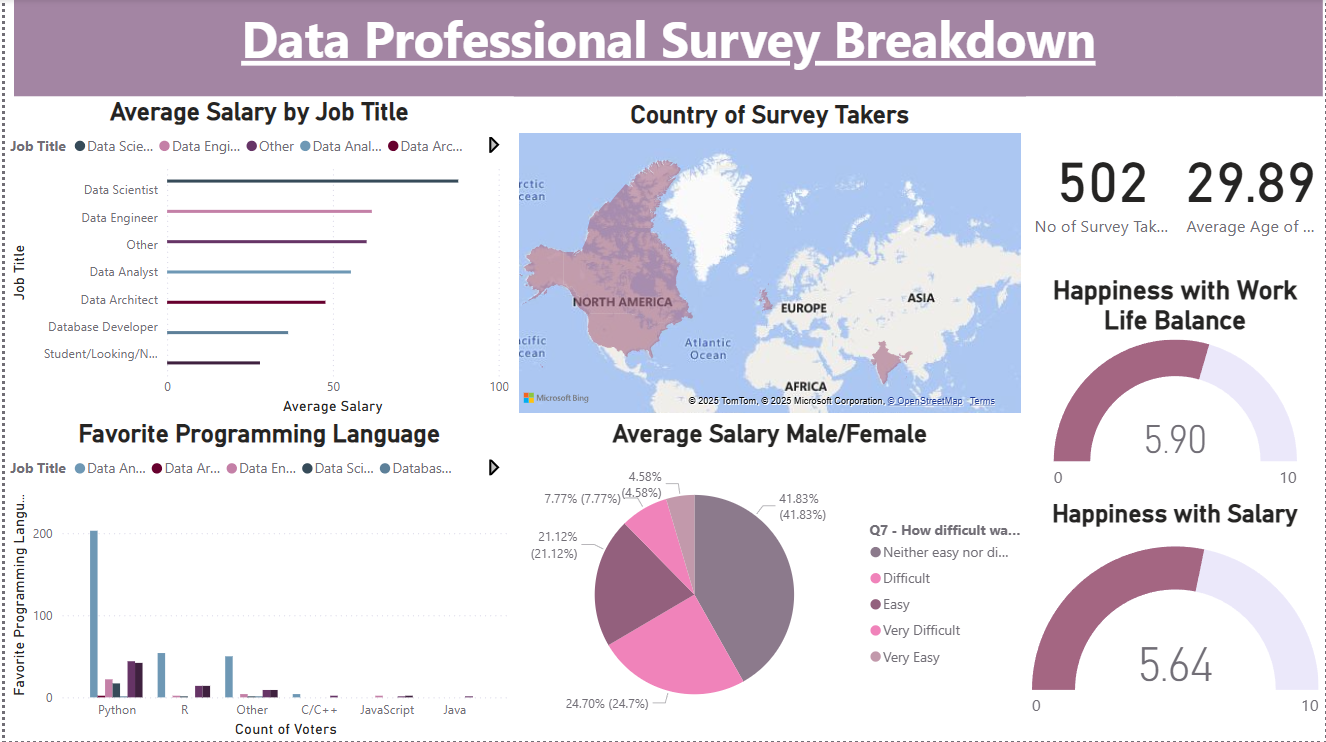 Data Professional Survey Breakdown
Average Salary by Job Title
Job Title Data Scie... Data Engi... Other Data Anal... Data Arc...
Job Title
Data Scientist
Data Engineer
Other
Data Analyst
Data Architect
Database Developer
Student/Looking/N...
0 50 100
Average Salary
Country of Survey Takers
rctic
cean
NORTH AMERICA
EUROPE
ASIA
acific
cean
Atlantic
Ocean
AFRICA
Microsoft Bing
© 2025 TomTom, © 2025 Microsoft Corporation, © OpenStreetMap Terms
502
No of Survey Tak...
29.89
Average Age of ...
Happiness with Work
Life Balance
5.90
0 10
Favorite Programming Language
Job Title Data An... Data Ar... Data En... Data Sci... Databas...
Favorite Programming Langu...
200
100
0
Python R Other C/C++ JavaScript Java
Count of Voters
Average Salary Male/Female
4.58%
(4.58%)
7.77% (7.77%)
41.83%
(41.83%)
21.12%
(21.12%)
24.70% (24.7%)
Q7 - How difficult wa...
Neither easy nor di...
Difficult
Easy
Very Difficult
Very Easy
Happiness with Salary
5.64
0 10